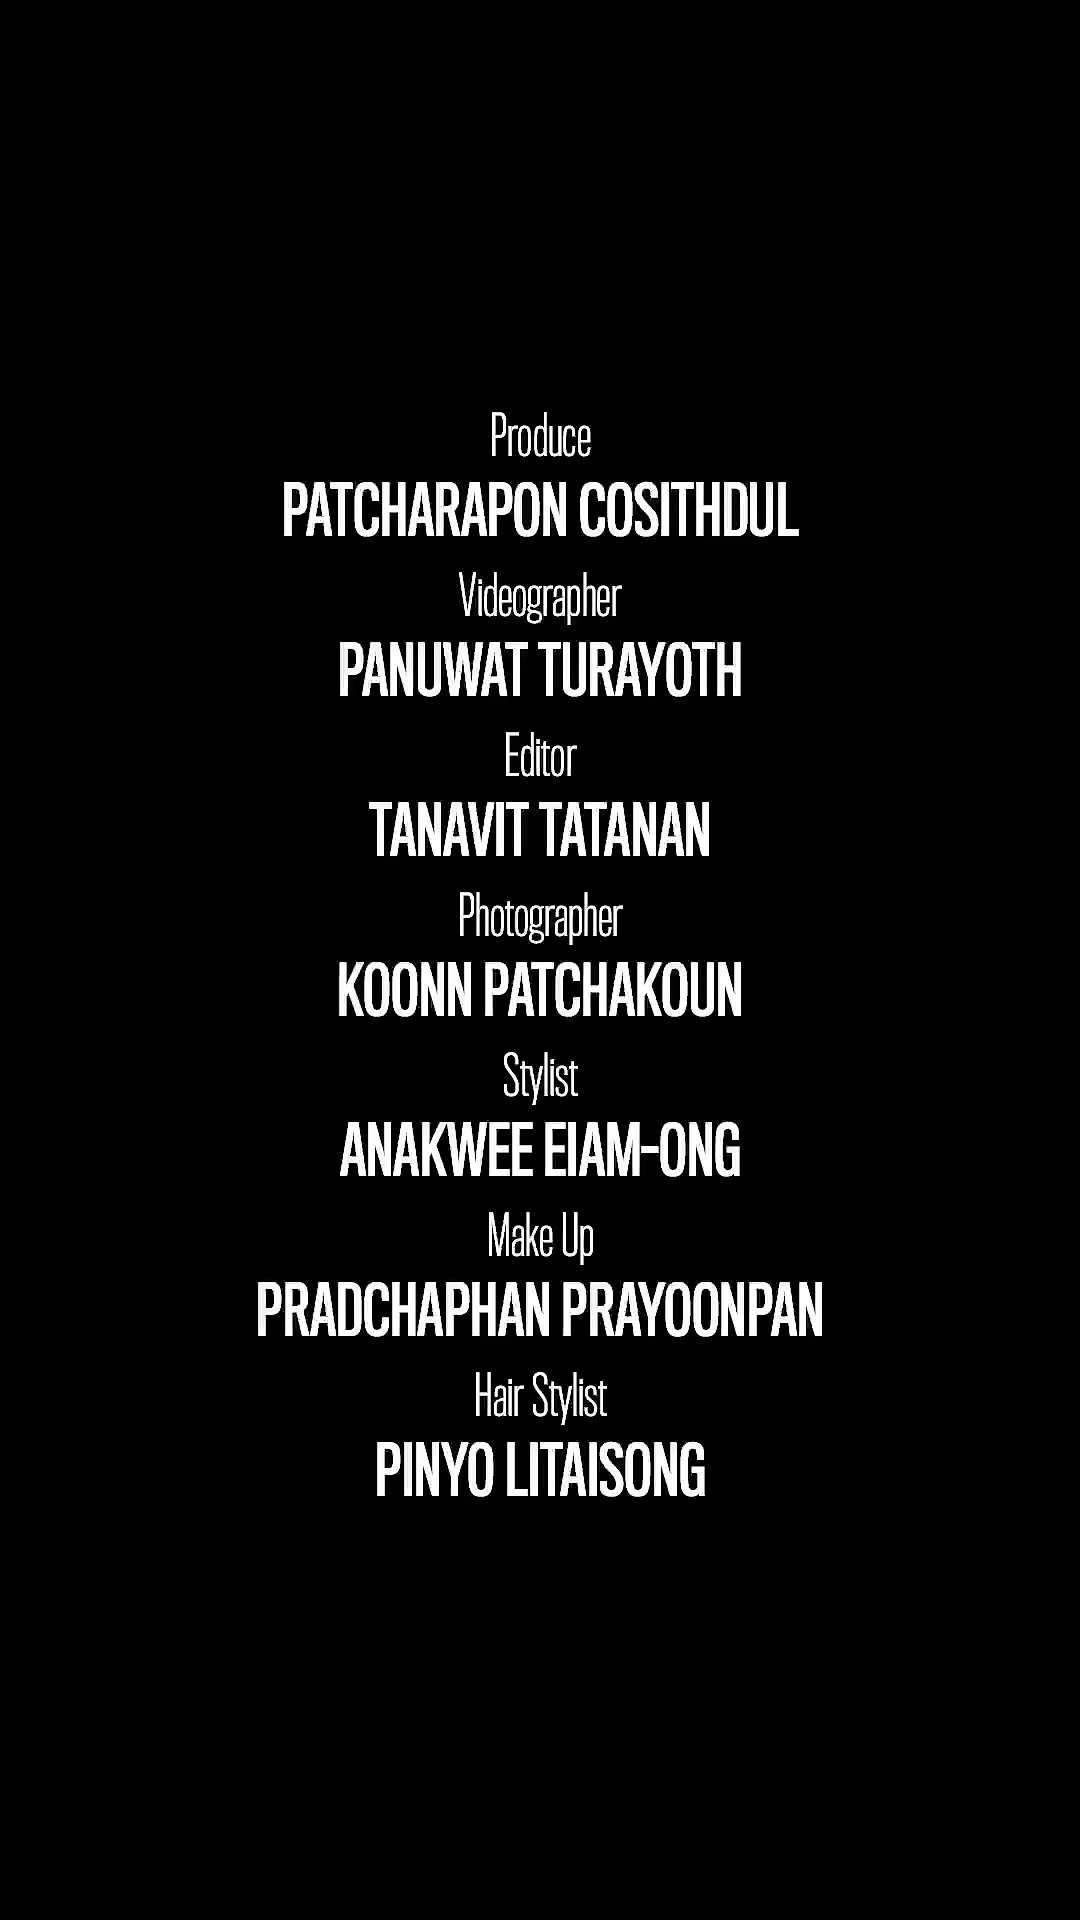 Produce
PATCHARAPON COSITHDUL
Videographer
PANUWAT TURAYOTH
Editor
TANAVIT TATANAN
Photographer
KOONN PATCHAKOUN
Stylist
ANAKWEE EIAM-ONG
Make Up
PRADCHAPHAN PRAYOONPAN
Hair Stylist
PINYO LITAISONG